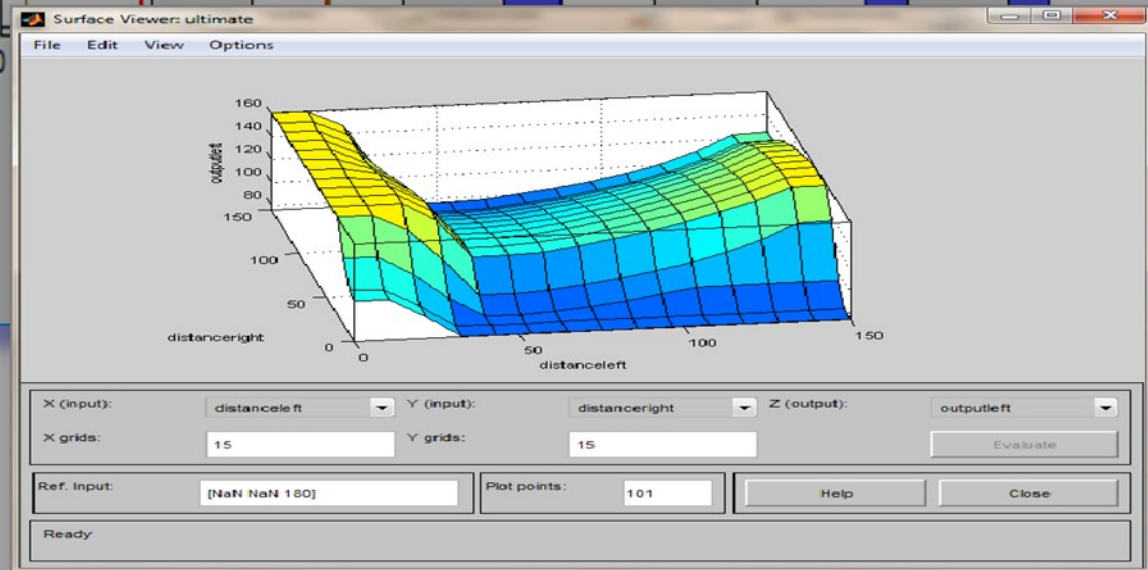 Surface Viewer: ultimate
File Edit View Options
160
140
120
100
80
outputleft
150
100
50
0
distanceright
0
50
100
150
distanceleft
X (input): distanceleft Y (input): distanceright Z (output): outputleft
X grids: 15 Y grids: 15 Evaluate
Ref. Input: [NaN NaN 180] Plot points: 101 Help Close
Ready